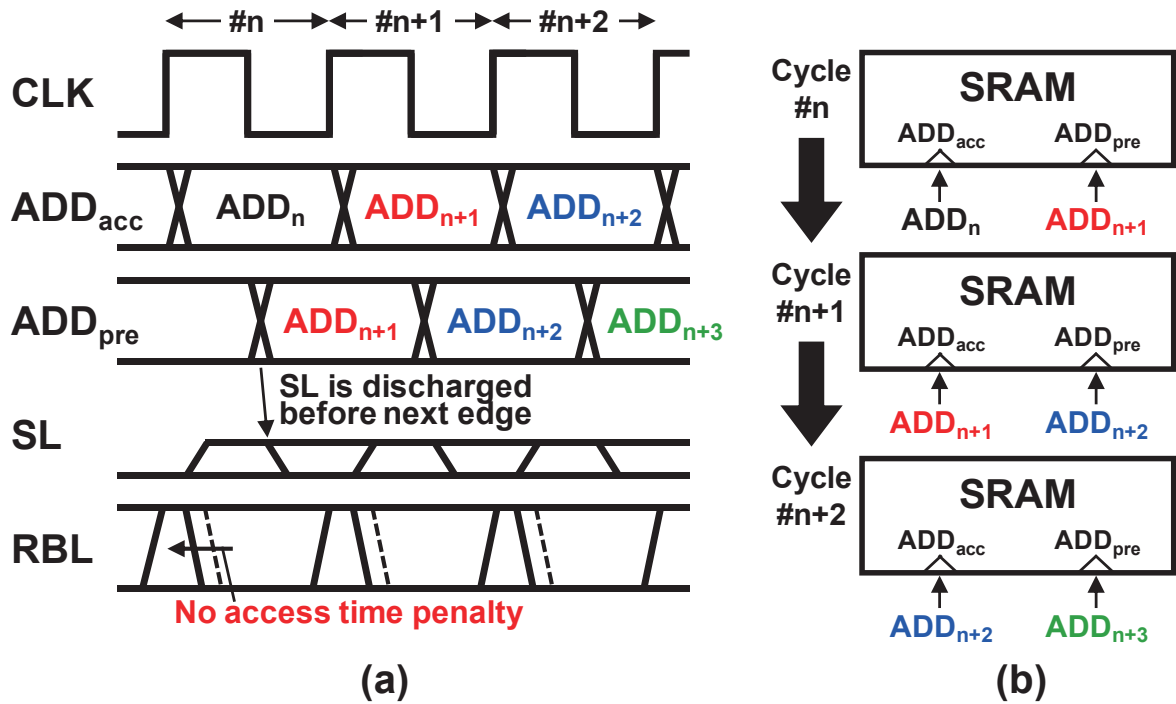 #n #n+1 #n+2
CLK
ADDacc ADDn ADDn+1 ADDn+2
ADDpre ADDn+1 ADDn+2 ADDn+3
SL is discharged
before next edge
SL
RBL
No access time penalty
(a)
Cycle
#n
SRAM
ADDacc ADDpre
ADDn ADDn+1
Cycle
#n+1
SRAM
ADDacc ADDpre
ADDn+1 ADDn+2
Cycle
#n+2
SRAM
ADDacc ADDpre
ADDn+2 ADDn+3
(b)